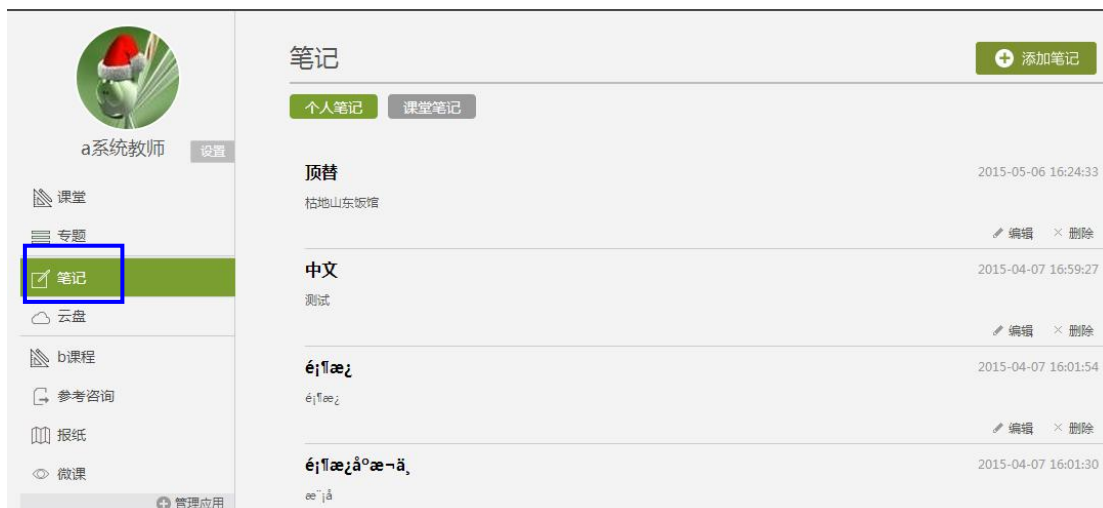 a系统教师
设置
课堂
专题
笔记
云盘
b课程
参考咨询
报纸
微课
管理应用
笔记
添加笔记
个人笔记 课堂笔记
顶替 2015-05-06 16:24:33
枯地山东饭馆
编辑 × 删除
中文 2015-04-07 16:59:27
测试
编辑 × 删除
é¡¶æ¿ 2015-04-07 16:01:54
é¡¶æ¿
编辑 × 删除
é¡¶æ¿åºæ¬ä¸ 2015-04-07 16:01:30
æ¨¡å